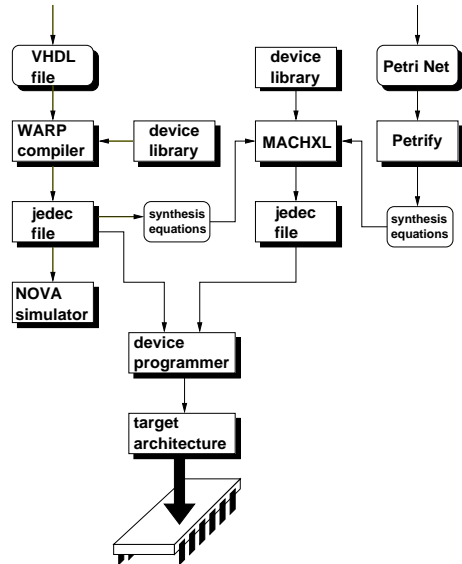 VHDL
file
device
library
Petri Net
WARP
compiler
device
library
MACHXL
Petrify
jedec
file
synthesis
equations
jedec
file
synthesis
equations
NOVA
simulator
device
programmer
target
architecture